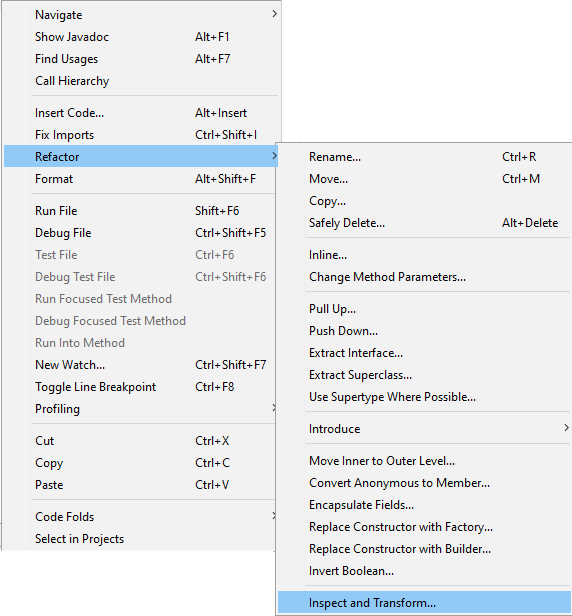 Navigate
Show Javadoc Alt+F1
Find Usages Alt+F7
Call Hierarchy
Insert Code... Alt+Insert
Fix Imports Ctrl+Shift+I
Refactor
Format Alt+Shift+F
Run File Shift+F6
Debug File Ctrl+Shift+F5
Test File Ctrl+F6
Debug Test File Ctrl+Shift+F6
Run Focused Test Method
Debug Focused Test Method
Run Into Method
New Watch... Ctrl+Shift+F7
Toggle Line Breakpoint Ctrl+F8
Profiling
Cut Ctrl+X
Copy Ctrl+C
Paste Ctrl+V
Code Folds
Select in Projects
Rename... Ctrl+R
Move... Ctrl+M
Copy...
Safely Delete... Alt+Delete
Inline...
Change Method Parameters...
Pull Up...
Push Down...
Extract Interface...
Extract Superclass...
Use Supertype Where Possible...
Introduce
Move Inner to Outer Level...
Convert Anonymous to Member...
Encapsulate Fields...
Replace Constructor with Factory...
Replace Constructor with Builder...
Invert Boolean...
Inspect and Transform...